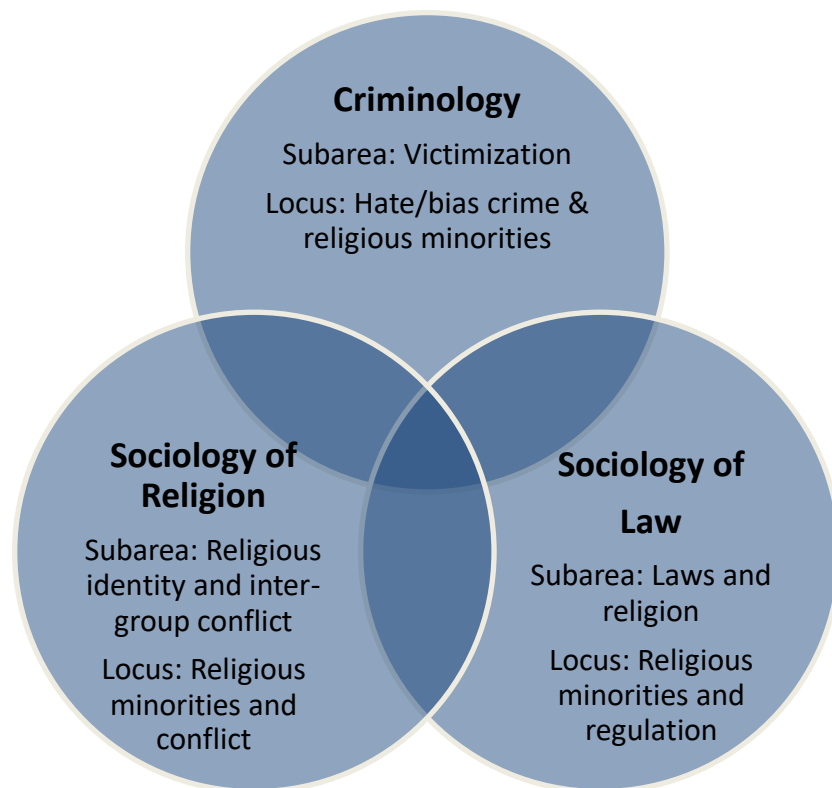 Criminology
Subarea: Victimization
Locus: Hate/bias crime &
religious minorities
Sociology of
Religion
Subarea: Religious
identity and inter-
group conflict
Locus: Religious
minorities and
conflict
Sociology of
Law
Subarea: Laws and
religion
Locus: Religious
minorities and
regulation